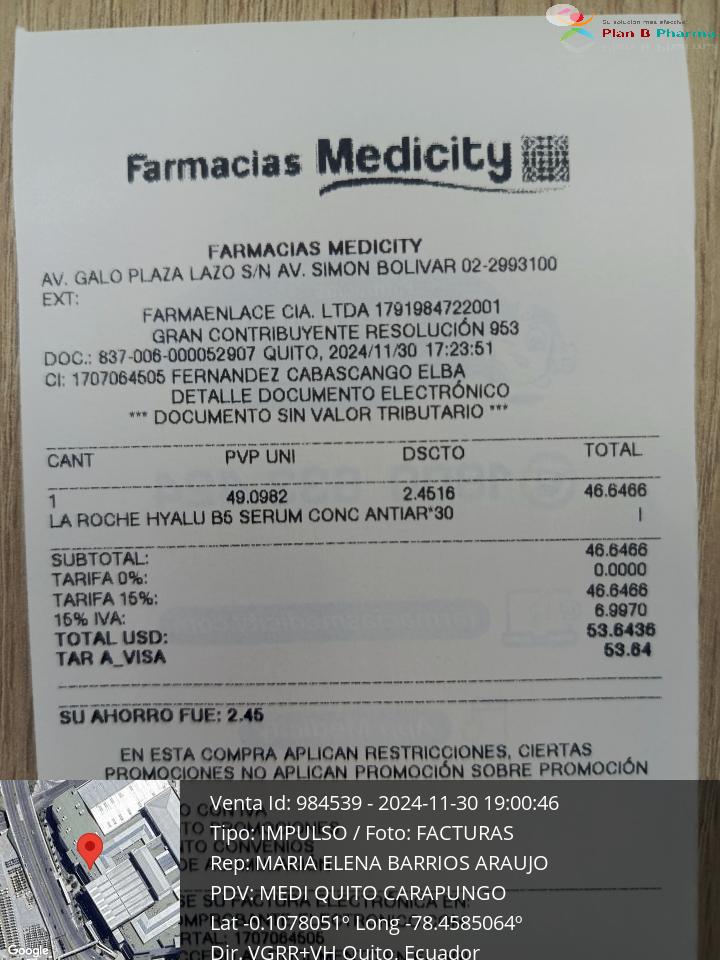 Su solución más efectiva!
Plan B Pharma
Farmacias Medicity
FARMACIAS MEDICITY
AV. GALO PLAZA LAZO S/N AV. SIMON BOLIVAR 02-2993100
EXT:
FARMAENLACE CIA. LTDA 1791984722001
GRAN CONTRIBUYENTE RESOLUCIÓN 953
DOC.: 837-006-000052907 QUITO, 2024/11/30 17:23:51
CI: 1707064505 FERNANDEZ CABASCANGO ELBA
DETALLE DOCUMENTO ELECTRÓNICO
*** DOCUMENTO SIN VALOR TRIBUTARIO ***
CANT PVP UNI DSCTO TOTAL
1 49.0982 2.4516 46.6466
LA ROCHE HYALU B5 SERUM CONC ANTIAR*30 I
SUBTOTAL: 46.6466
TARIFA 0%: 0.0000
TARIFA 15%: 46.6466
15% IVA: 6.9970
TOTAL USD: 53.6436
TAR A_VISA 53.64
SU AHORRO FUE: 2.45
EN ESTA COMPRA APLICAN RESTRICCIONES, CIERTAS
PROMOCIONES NO APLICAN PROMOCIÓN SOBRE PROMOCIÓN
Venta Id: 984539 - 2024-11-30 19:00:46
Tipo: IMPULSO / Foto: FACTURAS
Rep: MARIA ELENA BARRIOS ARAUJO
PDV: MEDI QUITO CARAPUNGO
Lat -0.1078051º Long -78.4585064º
Dir. VGRR+VH Quito, Ecuador
Google